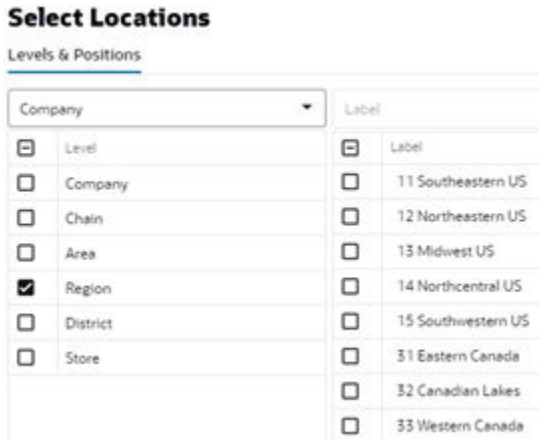 Select Locations
Levels & Positions
Company
Label
Level
Label
Company
11 Southeastern US
Chain
12 Northeastern US
Area
13 Midwest US
Region
14 Northcentral US
District
15 Southwestern US
Store
31 Eastern Canada
32 Canadian Lakes
33 Western Canada